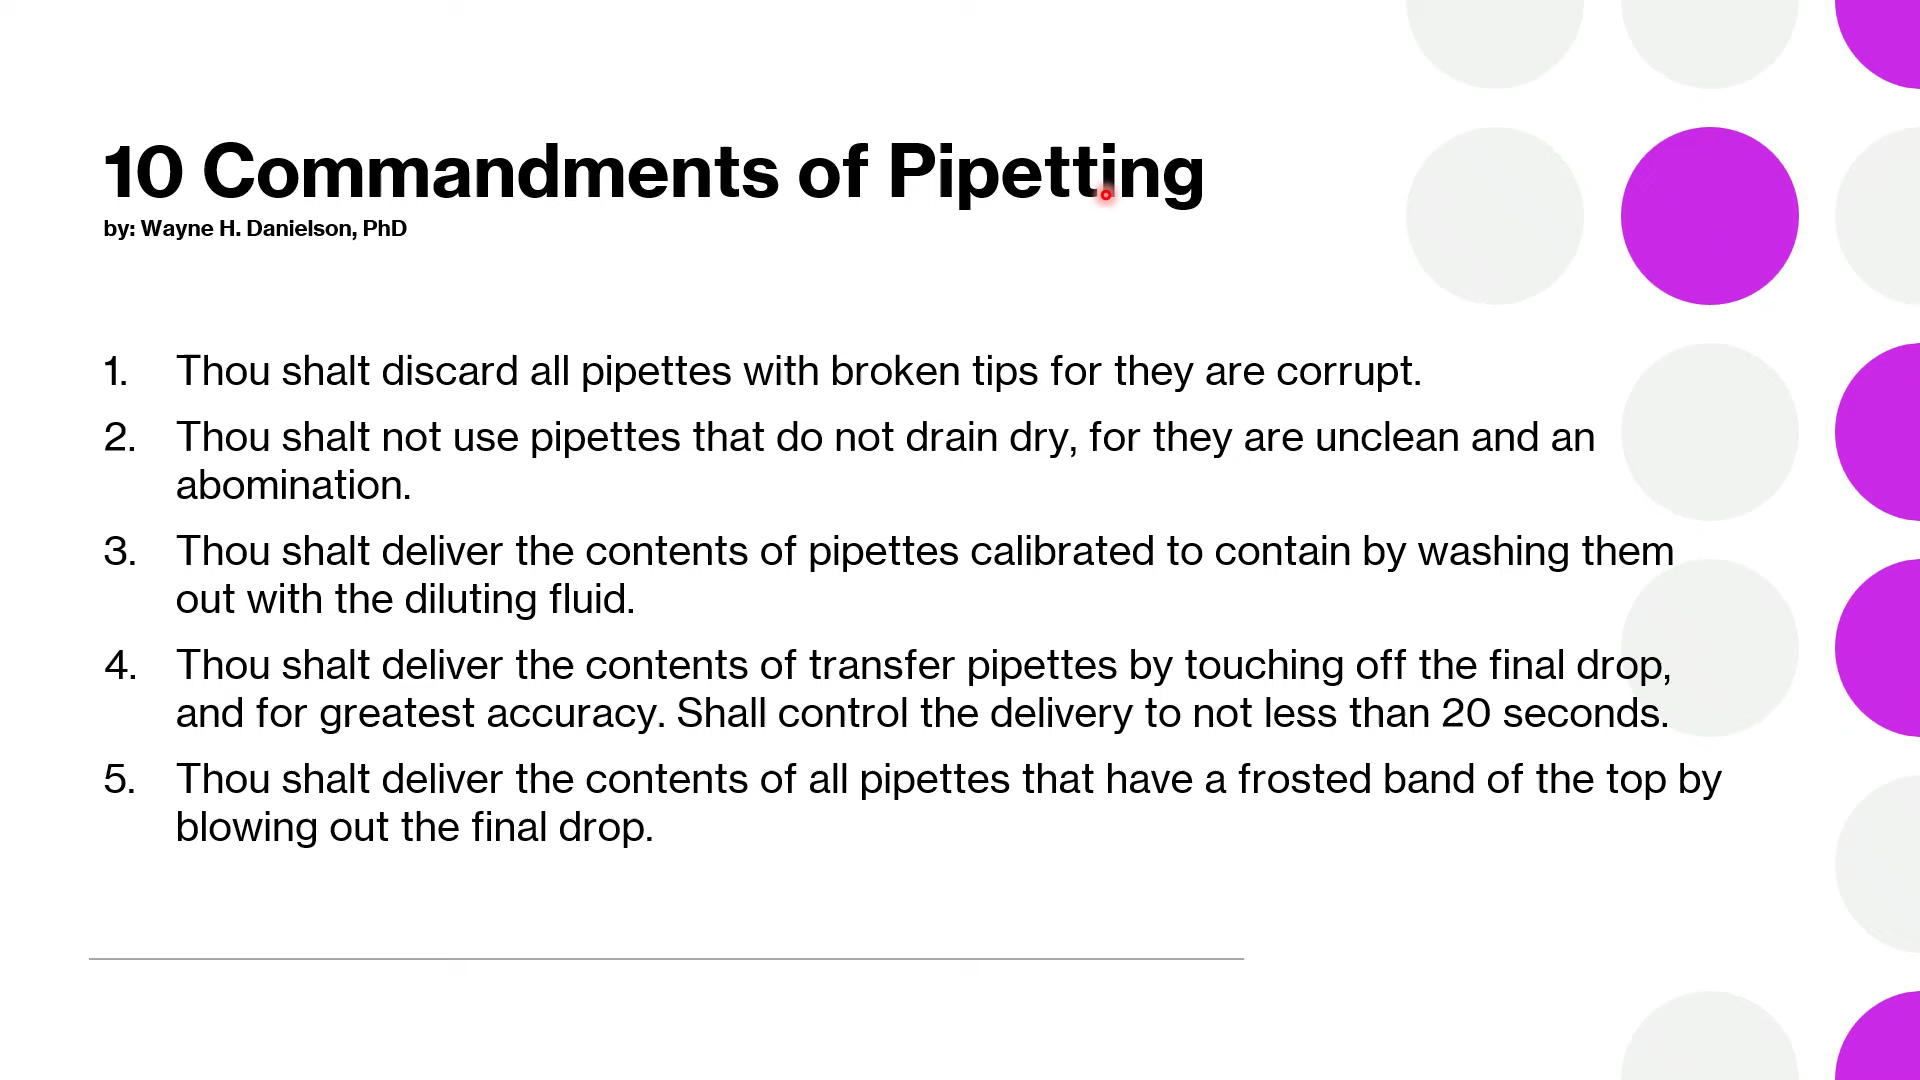 10 Commandments of Pipetting
by: Wayne H. Danielson, PhD
1. Thou shalt discard all pipettes with broken tips for they are corrupt.
2. Thou shalt not use pipettes that do not drain dry, for they are unclean and an
abomination.
3. Thou shalt deliver the contents of pipettes calibrated to contain by washing them
out with the diluting fluid.
4. Thou shalt deliver the contents of transfer pipettes by touching off the final drop,
and for greatest accuracy. Shall control the delivery to not less than 20 seconds.
5. Thou shalt deliver the contents of all pipettes that have a frosted band of the top by
blowing out the final drop.